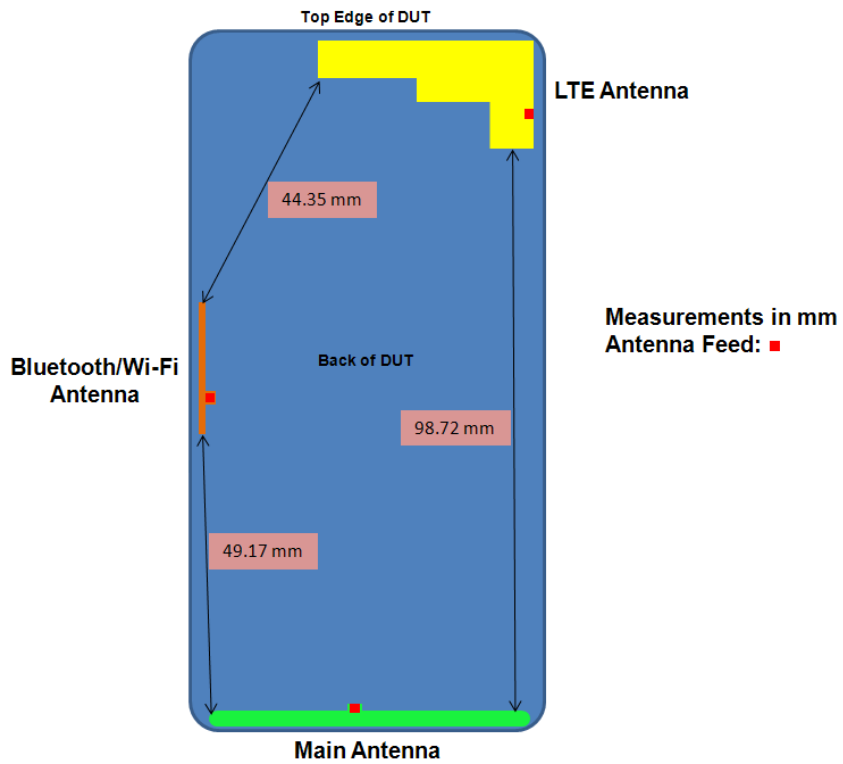 Top Edge of DUT
LTE Antenna
44.35 mm
Measurements in mm
Antenna Feed:
Bluetooth/Wi-Fi
Antenna
Back of DUT
98.72 mm
49.17 mm
Main Antenna